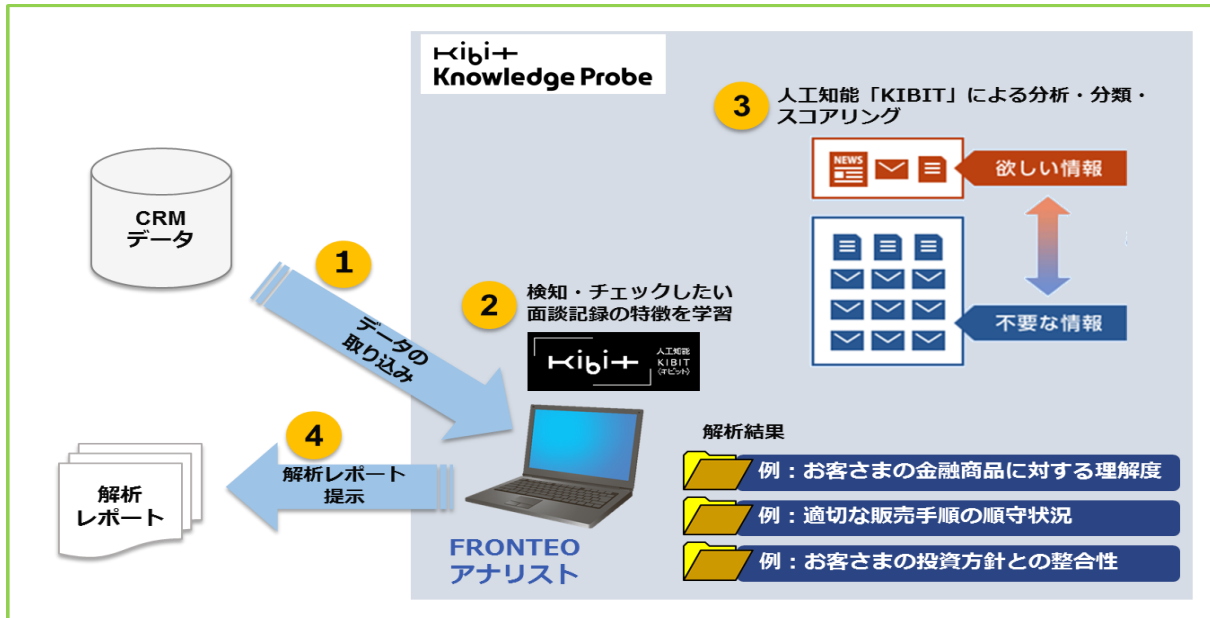 Kibit
Knowledge Probe
3
人工知能「KIBIT」による分析・分類・
スコアリング
NEWS
欲しい情報
不要な情報
CRM
データ
1
データの
取り込み
2
検知・チェックしたい
面談記録の特徴を学習
Kibit
人工知能
KIBIT
(キビット)
4
解析レポート
提示
解析
レポート
FRONTEO
アナリスト
解析結果
例：お客さまの金融商品に対する理解度
例：適切な販売手順の順守状況
例：お客さまの投資方針との整合性